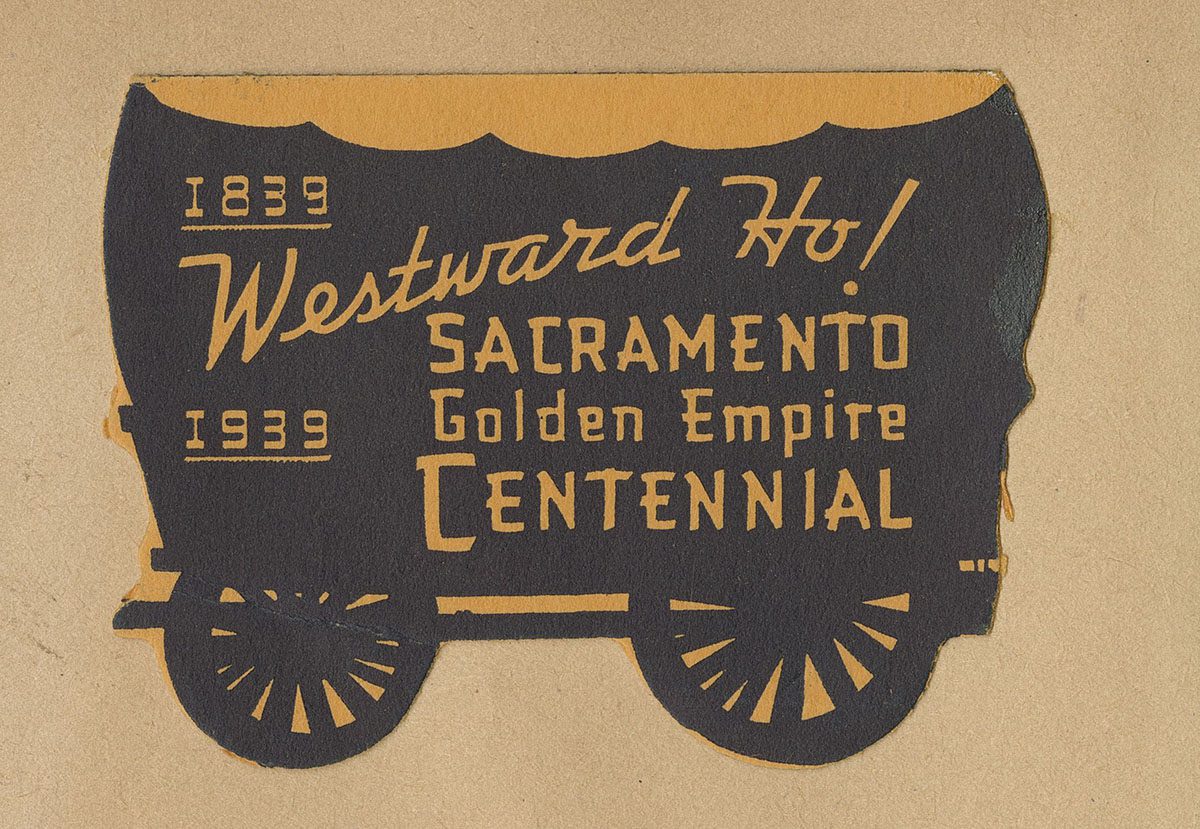 1839
Westward Ho!
SACRAMENTO
Golden Empire
1939
CENTENNIAL